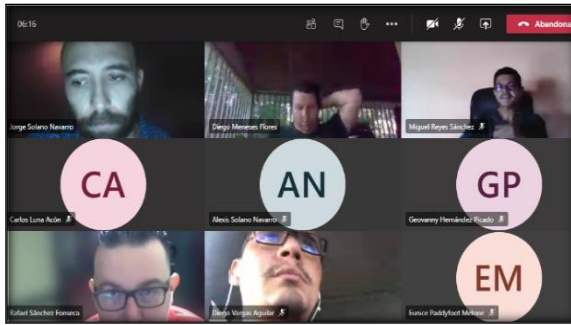 06:16
Abandona
Jorge Solano Navarro
Diego Meneses Flores
Miguel Reyes Sánchez
CA
AN
GP
Carlos Luna Acón
Alexis Solano Navarro
Geovanny Hernández Picado
EM
Rafael Sánchez Fonseca
Diego Vargas Aguilar
Eunice Paddyfoot Melone